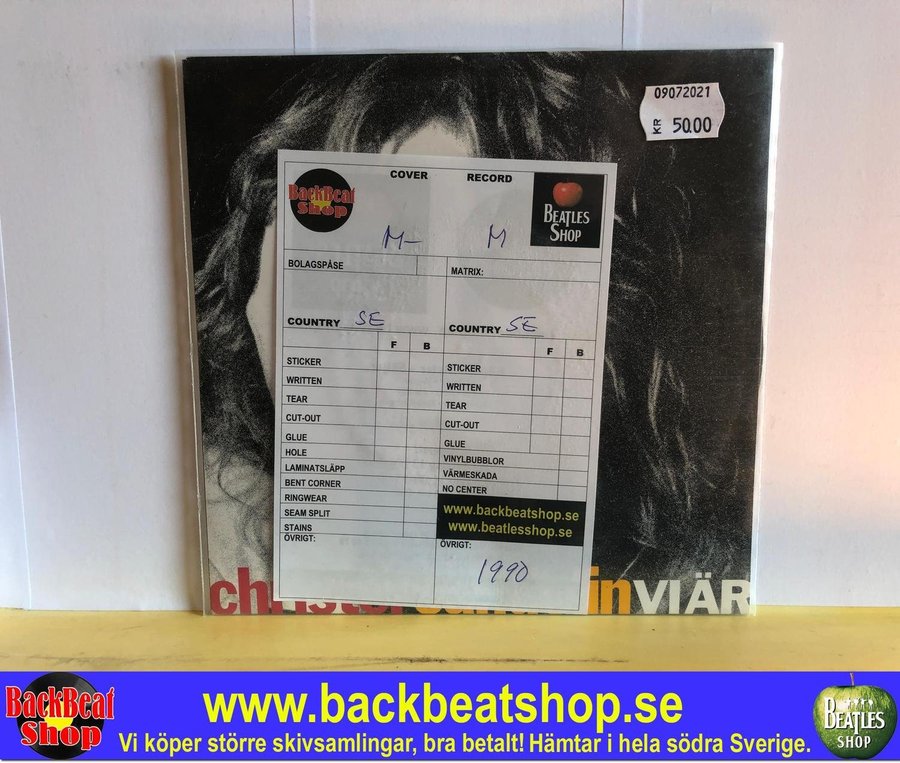 09072021
KR 50.00
BackBeat
Shop
COVER RECORD
BEATLES
SHOP
M- M
BOLAGSPÅSE MATRIX:
COUNTRY SE COUNTRY SE
F B F B
STICKER STICKER
WRITTEN WRITTEN
TEAR TEAR
CUT-OUT CUT-OUT
GLUE GLUE
HOLE VINYLBUBBLOR
LAMINATSLÄPP VÄRMESKADA
BENT CORNER NO CENTER
RINGWEAR www.backbeatshop.se
SEAM SPLIT www.beatlesshop.se
STAINS
ÖVRIGT: ÖVRIGT:
1990
VI ÄR
BackBeat
Shop
www.backbeatshop.se
Vi köper större skivsamlingar, bra betalt! Hämtar i hela södra Sverige.
BEATLES
SHOP